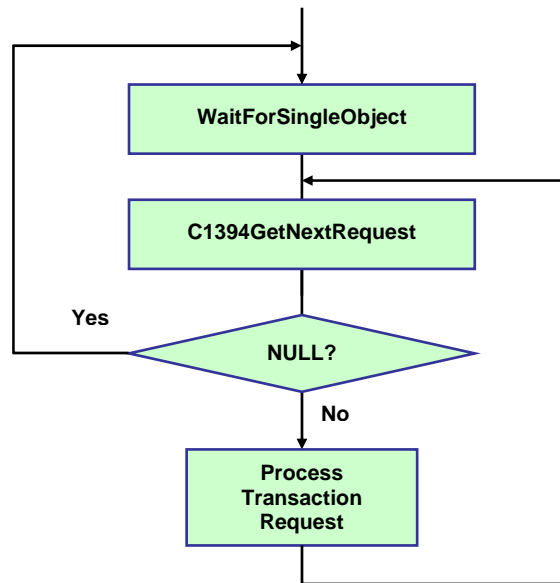 WaitForSingleObject
C1394GetNextRequest
Yes
NULL?
No
Process
Transaction
Request